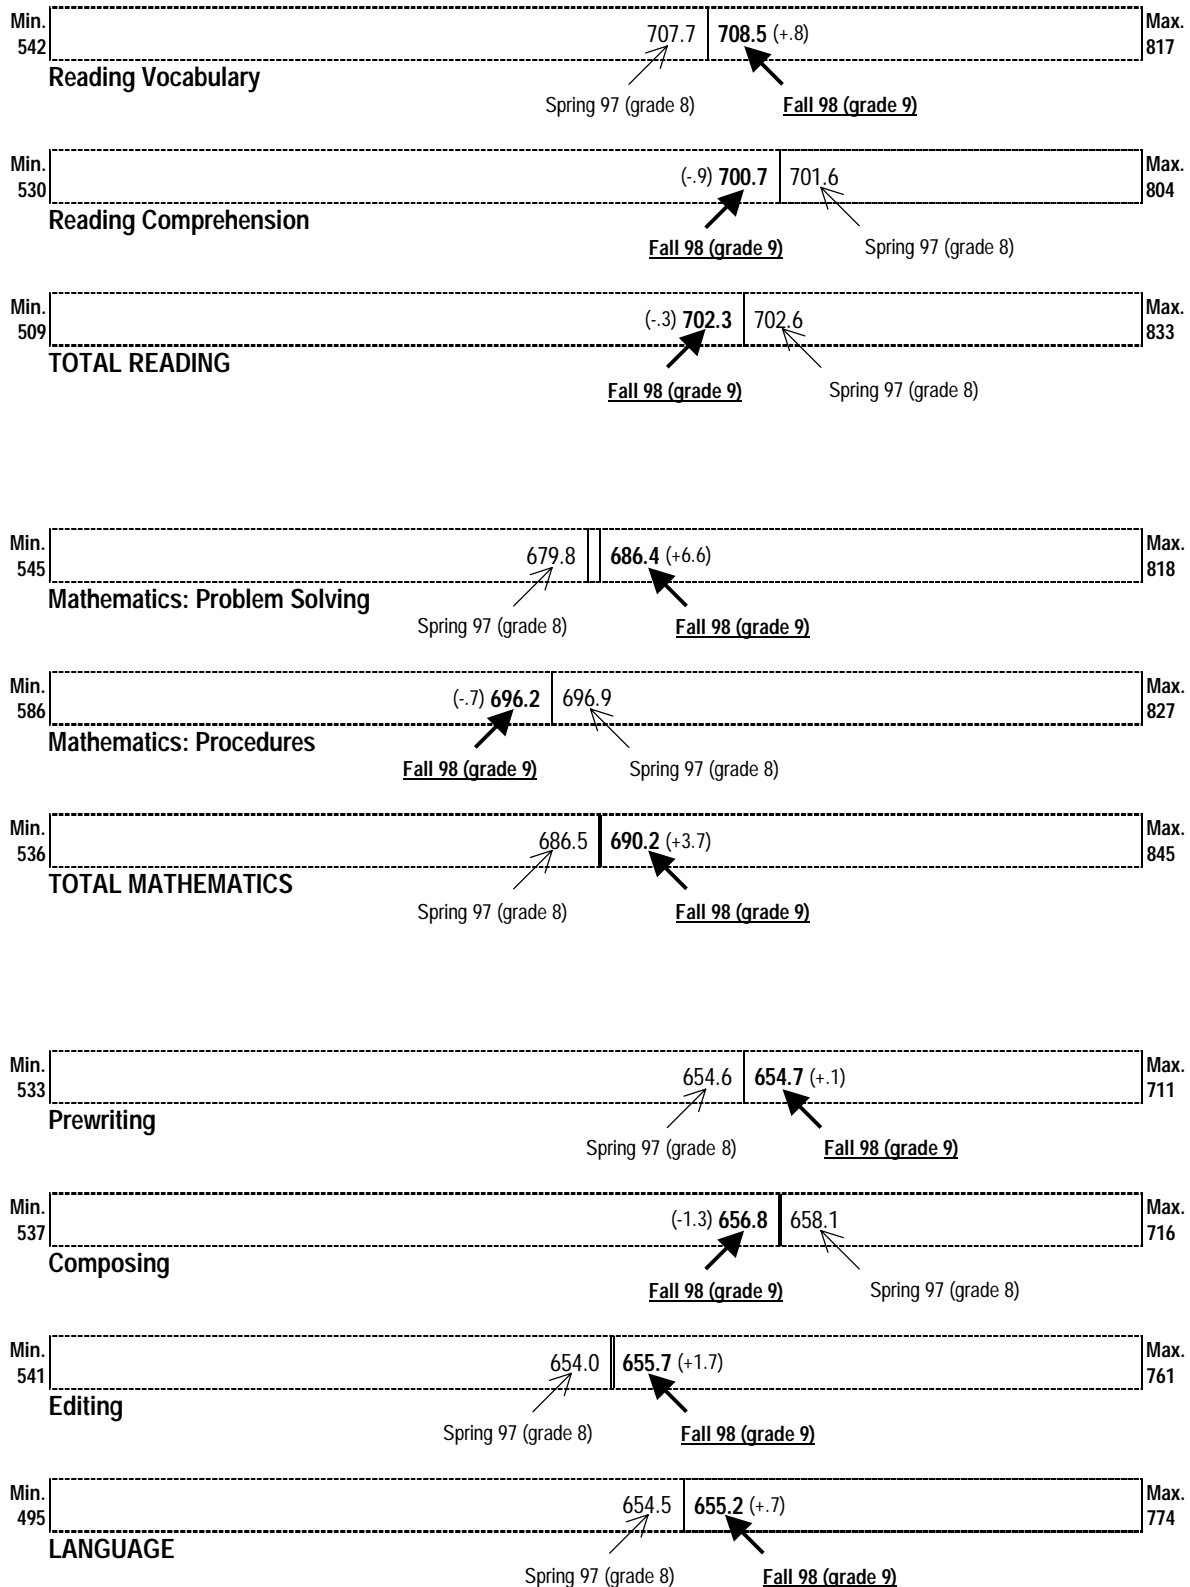 Min. 707.7 708.5 (+.8) Max.
542 817
Reading Vocabulary
Spring 97 (grade 8) Fall 98 (grade 9)
Min. (-.9) 700.7 701.6 Max.
530 804
Reading Comprehension
Fall 98 (grade 9) Spring 97 (grade 8)
Min. (-.3) 702.3 702.6 Max.
509 833
TOTAL READING
Fall 98 (grade 9) Spring 97 (grade 8)
Min. 679.8 686.4 (+6.6) Max.
545 818
Mathematics: Problem Solving
Spring 97 (grade 8) Fall 98 (grade 9)
Min. (-.7) 696.2 696.9 Max.
586 827
Mathematics: Procedures
Fall 98 (grade 9) Spring 97 (grade 8)
Min. 686.5 690.2 (+3.7) Max.
536 845
TOTAL MATHEMATICS
Spring 97 (grade 8) Fall 98 (grade 9)
Min. 654.6 654.7 (+.1) Max.
533 711
Prewriting
Spring 97 (grade 8) Fall 98 (grade 9)
Min. (-1.3) 656.8 658.1 Max.
537 716
Composing
Fall 98 (grade 9) Spring 97 (grade 8)
Min. 654.0 655.7 (+1.7) Max.
541 761
Editing
Spring 97 (grade 8) Fall 98 (grade 9)
Min. 654.5 655.2 (+.7) Max.
495 774
LANGUAGE
Spring 97 (grade 8) Fall 98 (grade 9)